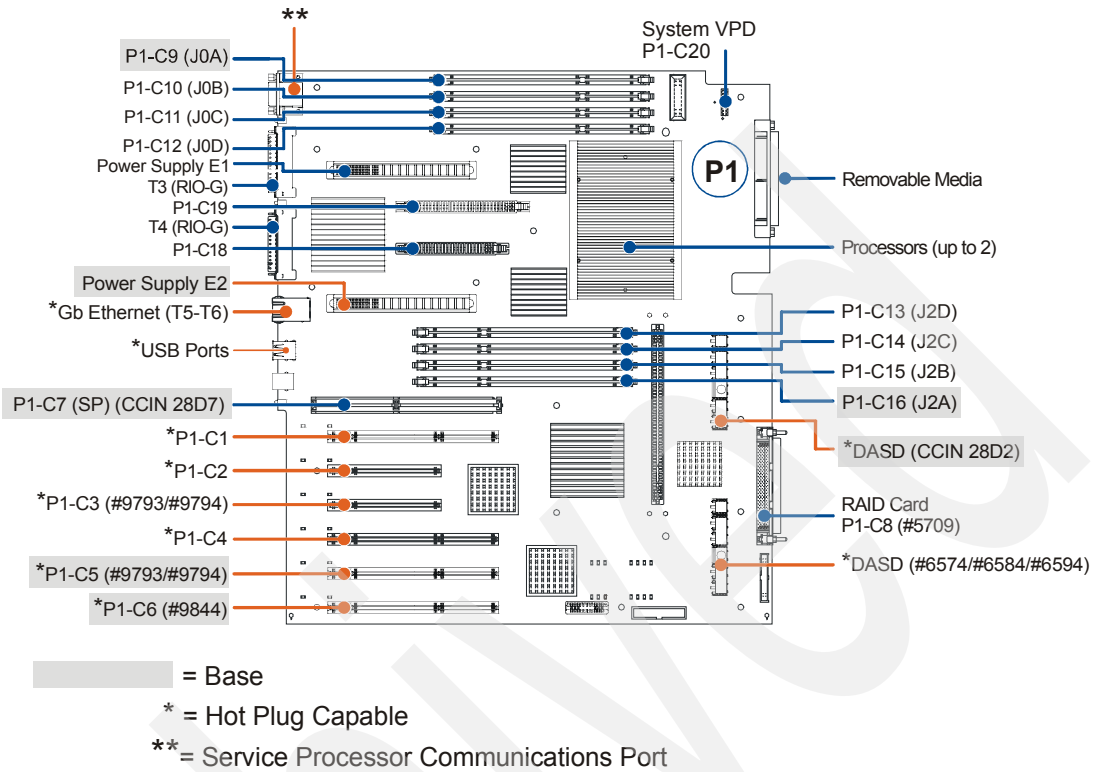 **
System VPD
P1-C20
P1-C9 (J0A)
P1-C10 (J0B)
P1-C11 (J0C)
P1-C12 (J0D)
Power Supply E1
T3 (RIO-G)
P1-C19
T4 (RIO-G)
P1-C18
Power Supply E2
*Gb Ethernet (T5-T6)
*USB Ports
P1-C7 (SP) (CCIN 28D7)
*P1-C1
*P1-C2
*P1-C3 (#9793/#9794)
*P1-C4
*P1-C5 (#9793/#9794)
*P1-C6 (#9844)
P1
Removable Media
Processors (up to 2)
P1-C13 (J2D)
P1-C14 (J2C)
P1-C15 (J2B)
P1-C16 (J2A)
*DASD (CCIN 28D2)
RAID Card
P1-C8 (#5709)
*DASD (#6574/#6584/#6594)
= Base
* = Hot Plug Capable
**= Service Processor Communications Port